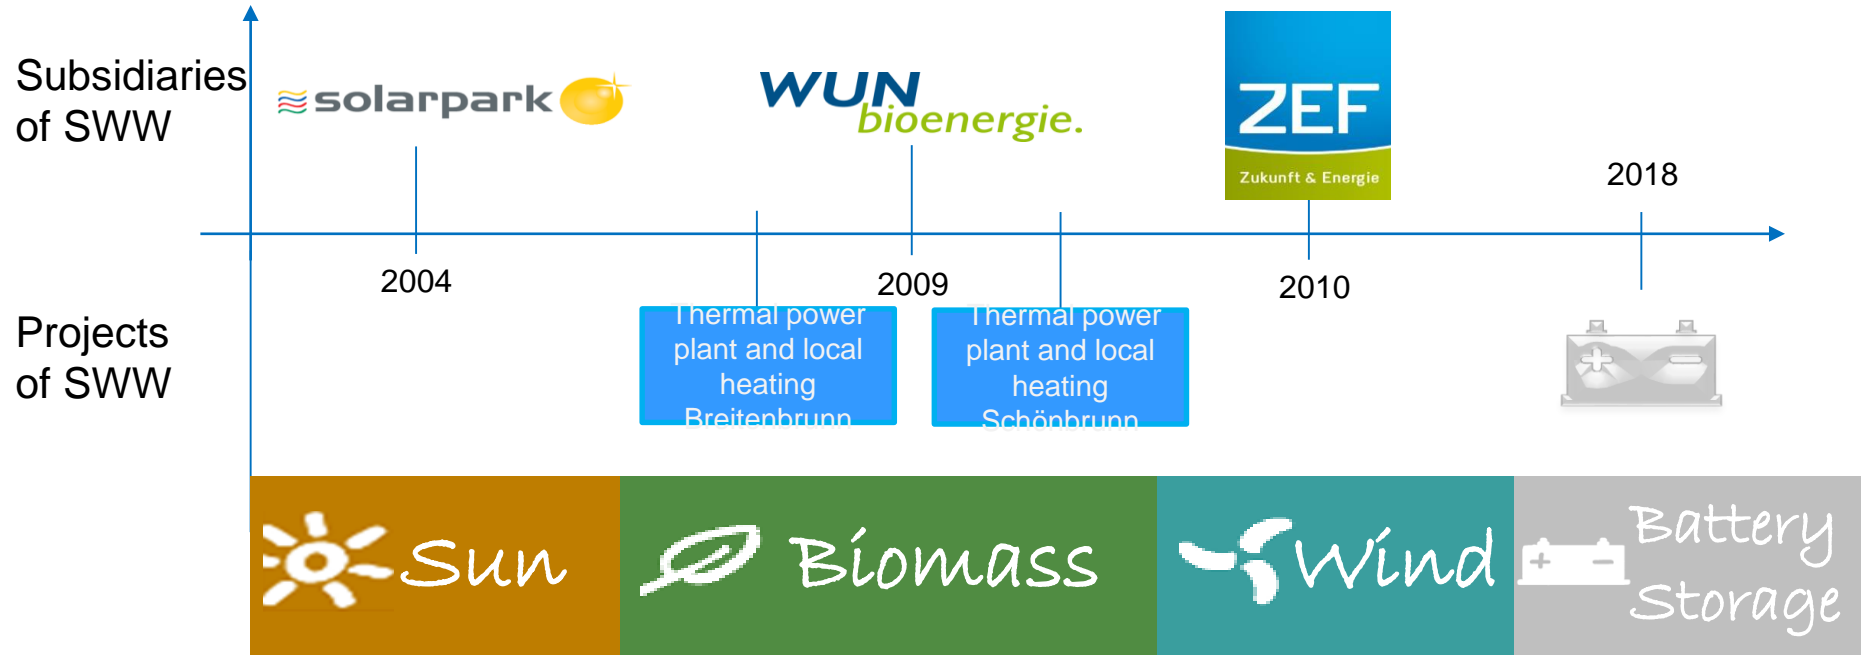 Subsidiaries
of SWW
solarpark
WUN
bioenergie.
ZEF
Zukunft & Energie
2018
2004
2009
2010
Projects
of SWW
Thermal power
plant and local
heating
Breitenbrunn
Thermal power
plant and local
heating
Schönbrunn
Sun
Biomass
Wind
Battery
Storage